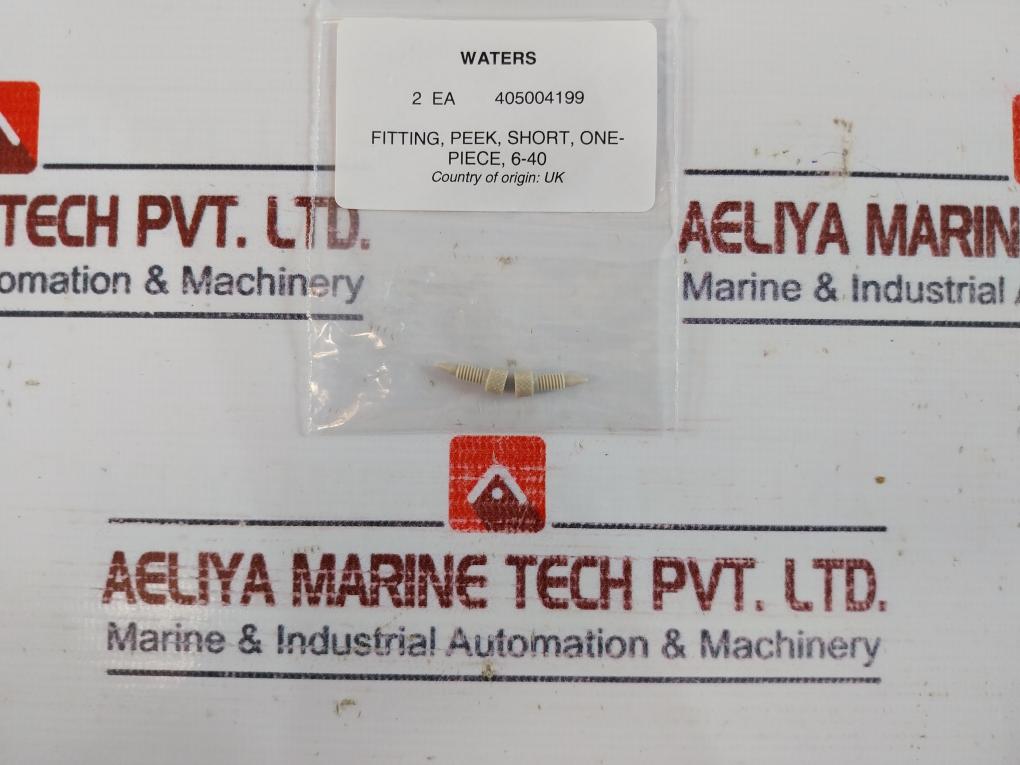 WATERS
2 EA 405004199
FITTING, PEEK, SHORT, ONE-
PIECE, 6-40
Country of origin: UK
TECH PVT. LTD.
omation & Machinery
AELIYA MARIN
Marine & Industrial
AELIYA MARINE TECH PVT. LTD.
Marine & Industrial Automation & Machinery